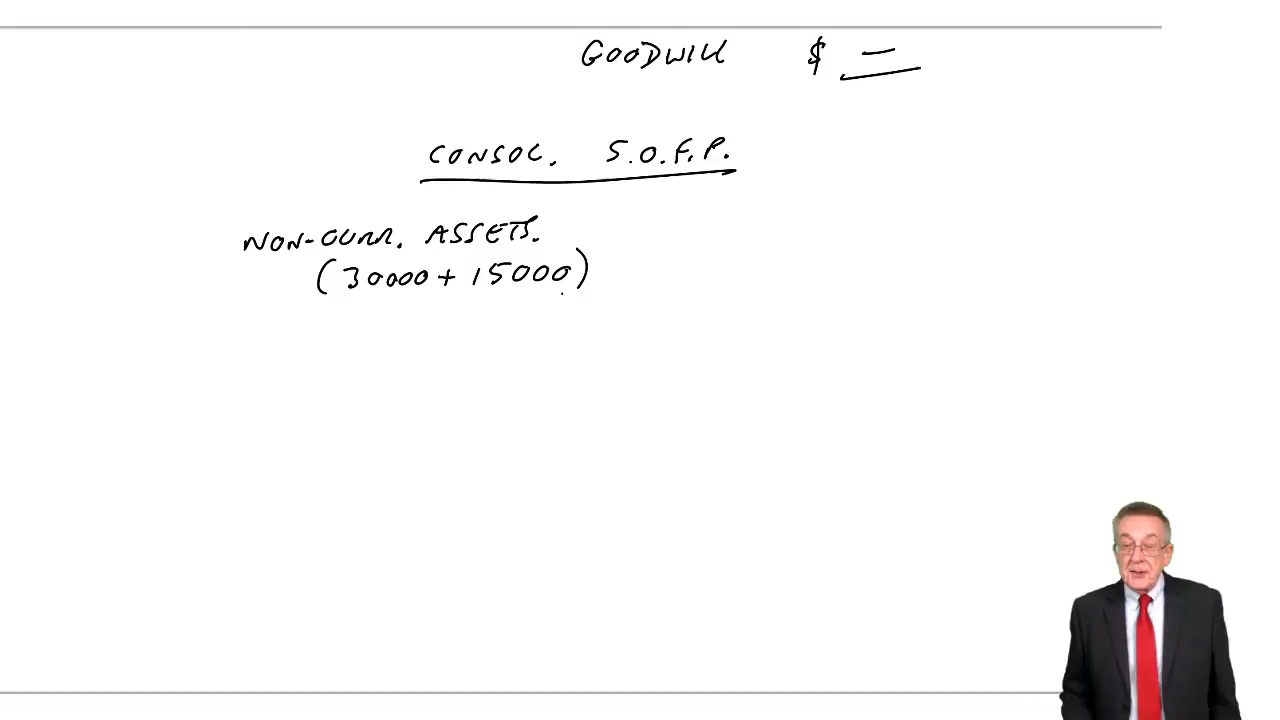 GOODWILL $ —
CONSOL. S.O.F.P.
NON-CURR. ASSETS.
(30000 + 15000)